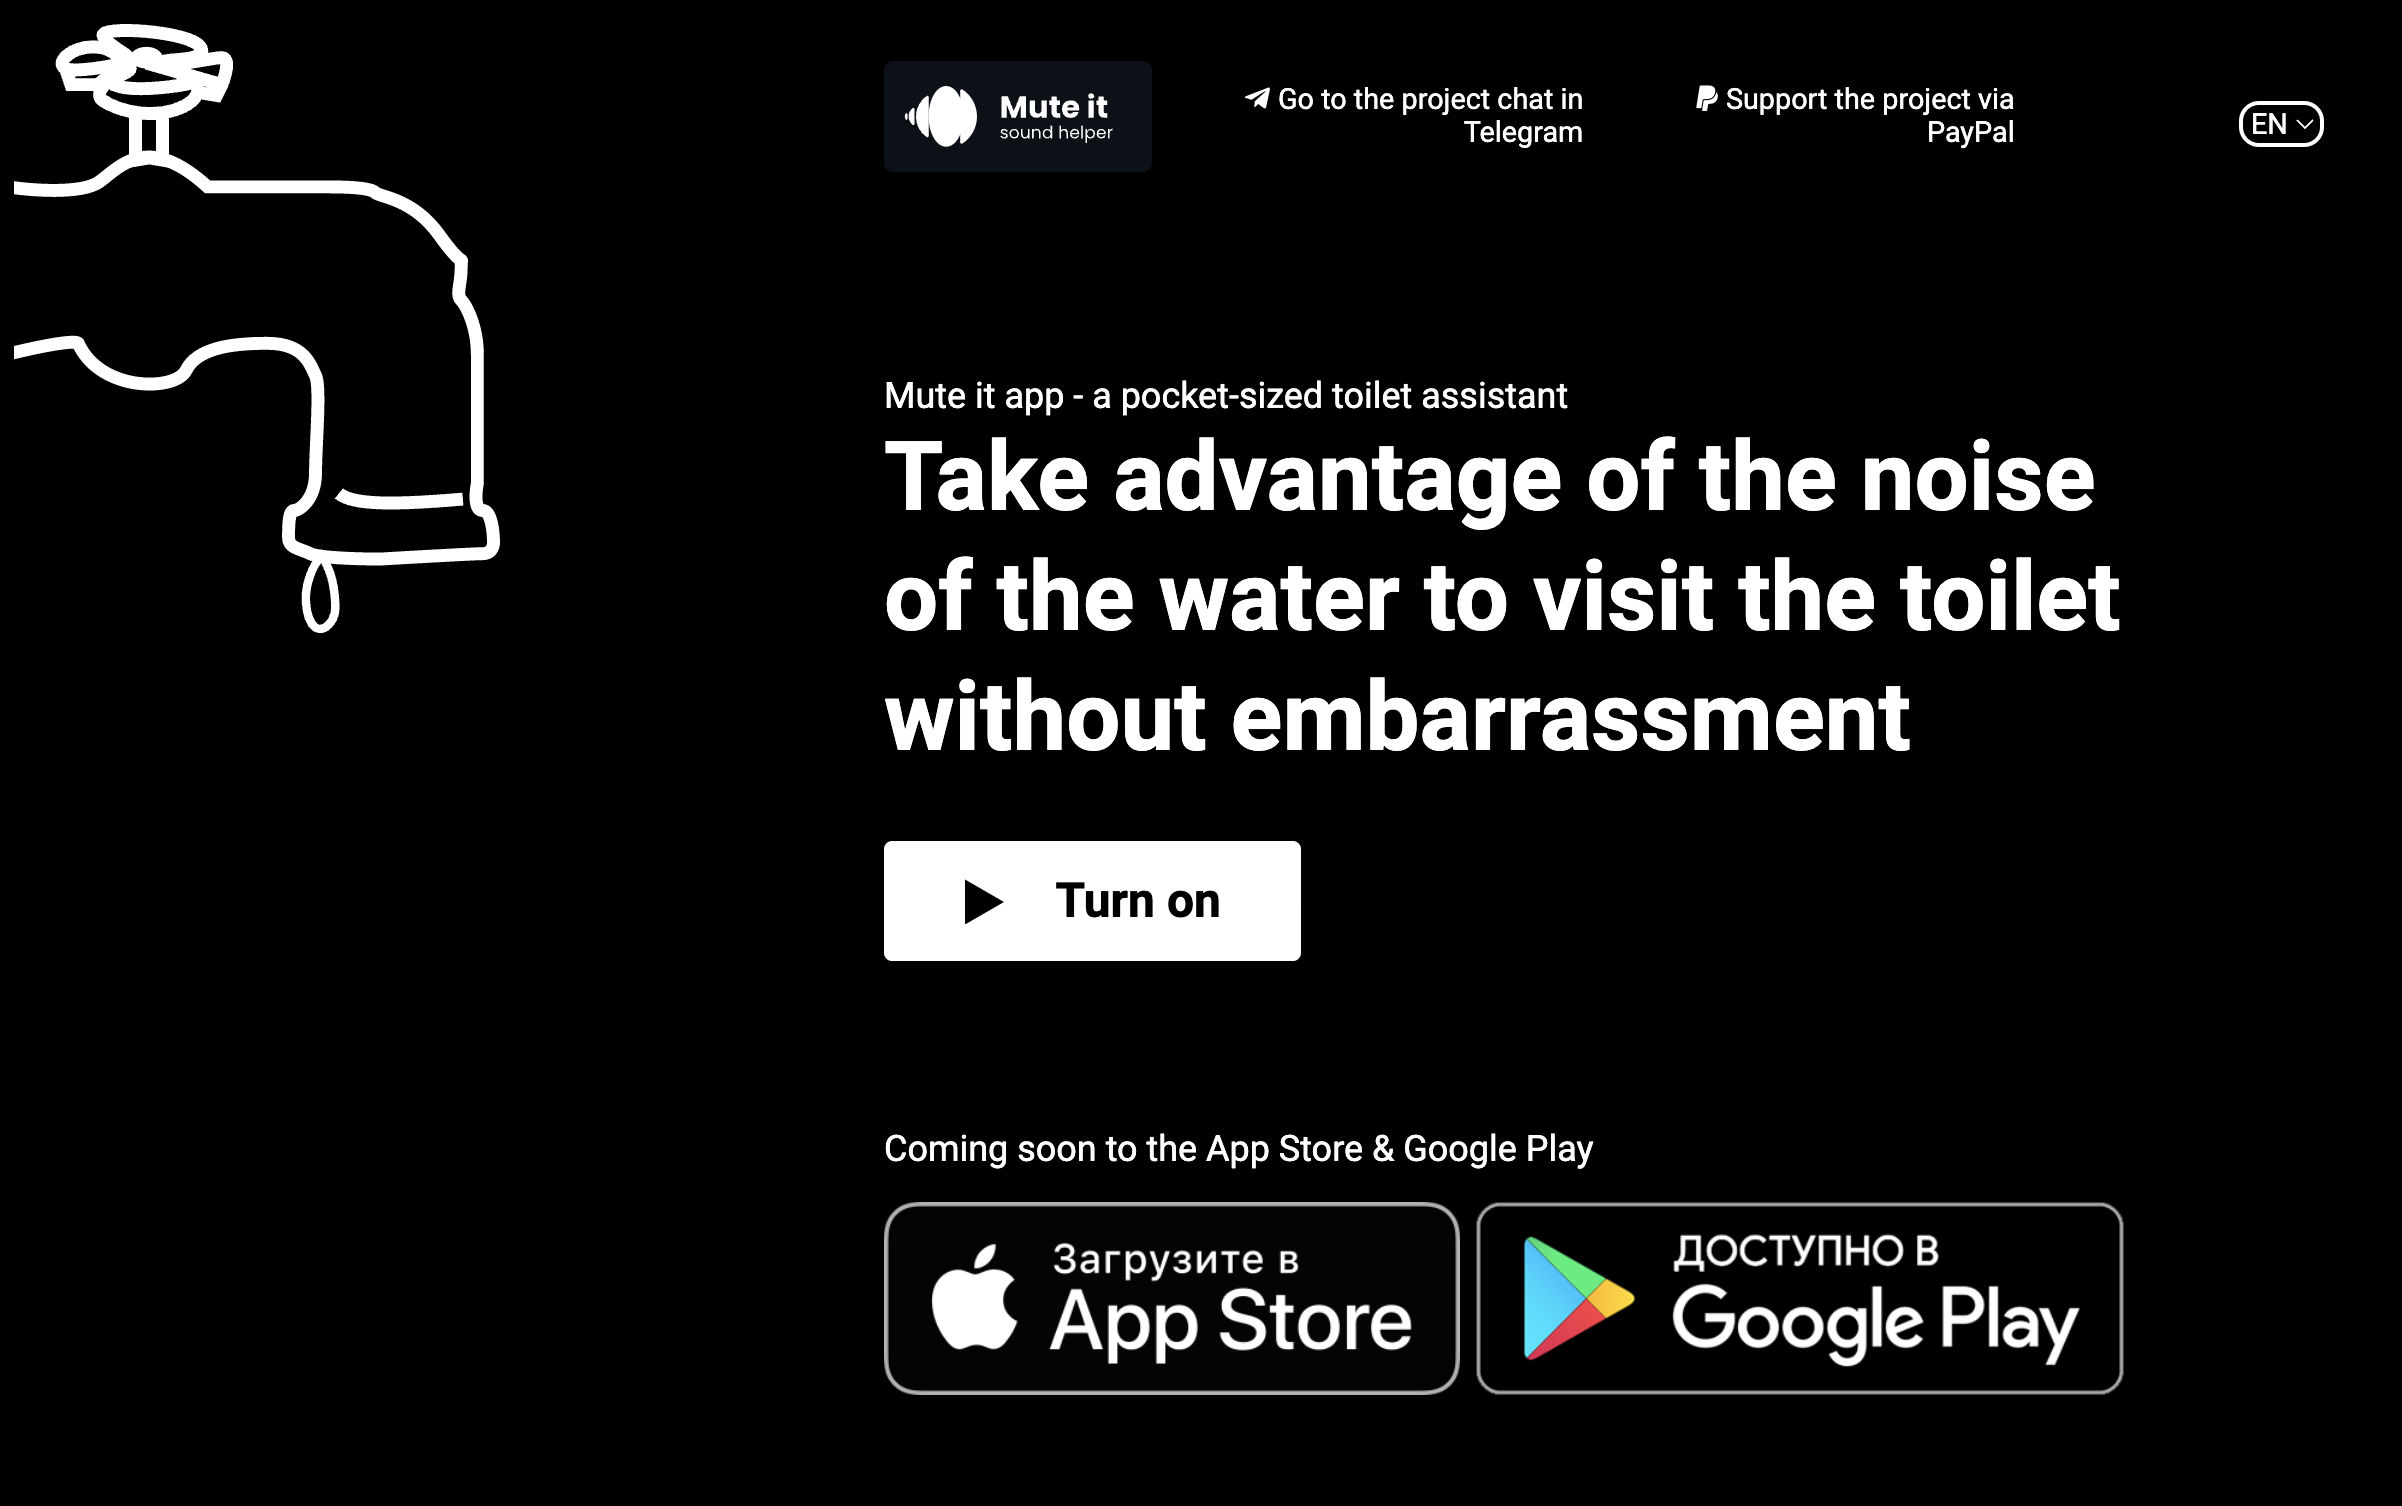 Mute it
sound helper
Go to the project chat in
Telegram
Support the project via
PayPal
EN
Mute it app - a pocket-sized toilet assistant
Take advantage of the noise
of the water to visit the toilet
without embarrassment
Turn on
Coming soon to the App Store & Google Play
Загрузите в
App Store
ДОСТУПНО В
Google Play